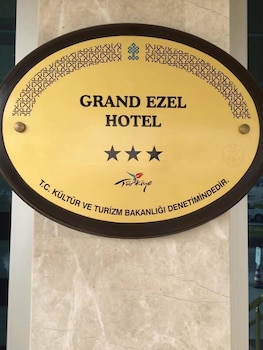 GRAND EZEL
HOTEL
Türkiye
T.C. KÜLTÜR VE TURİZM BAKANLIĞI DENETİMİNDEDİR.